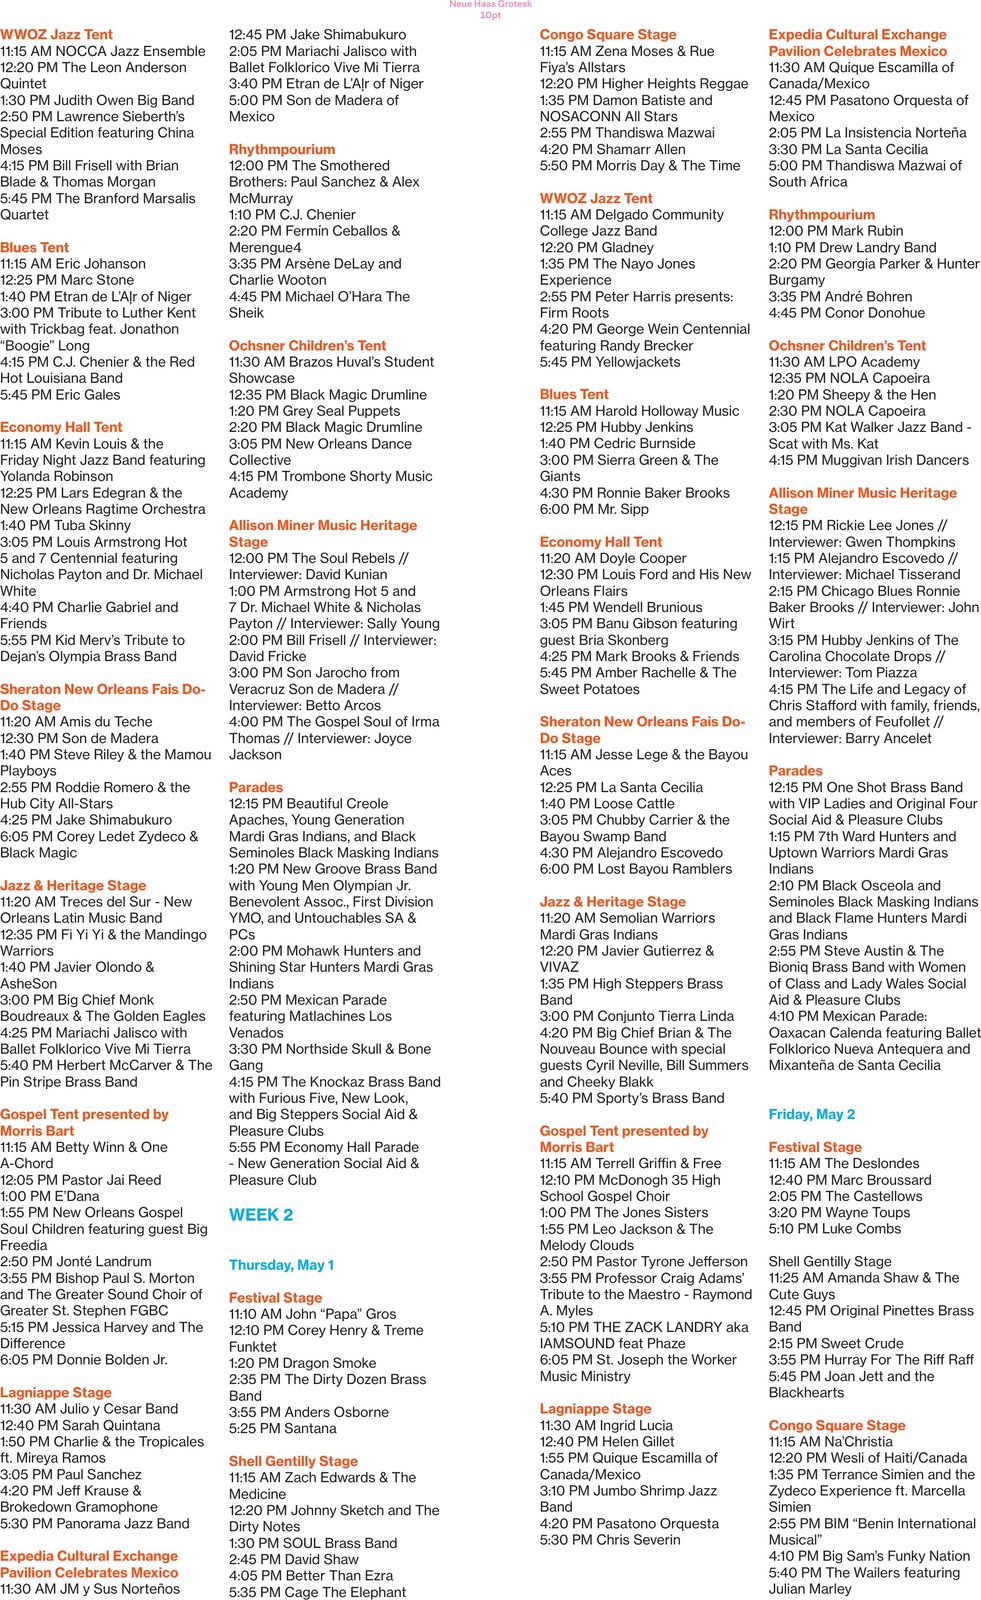 Neue Haas Grotesk
10pt
WWOZ Jazz Tent
11:15 AM NOCCA Jazz Ensemble
12:20 PM The Leon Anderson
Quintet
1:30 PM Judith Owen Big Band
2:50 PM Lawrence Sieberth’s
Special Edition featuring China
Moses
4:15 PM Bill Frisell with Brian
Blade & Thomas Morgan
5:45 PM The Branford Marsalis
Quartet
Blues Tent
11:15 AM Eric Johanson
12:25 PM Marc Stone
1:40 PM Etran de L’A|r of Niger
3:00 PM Tribute to Luther Kent
with Trickbag feat. Jonathon
“Boogie” Long
4:15 PM C.J. Chenier & the Red
Hot Louisiana Band
5:45 PM Eric Gales
Economy Hall Tent
11:15 AM Kevin Louis & the
Friday Night Jazz Band featuring
Yolanda Robinson
12:25 PM Lars Edegran & the
New Orleans Ragtime Orchestra
1:40 PM Tuba Skinny
3:05 PM Louis Armstrong Hot
5 and 7 Centennial featuring
Nicholas Payton and Dr. Michael
White
4:40 PM Charlie Gabriel and
Friends
5:55 PM Kid Merv’s Tribute to
Dejan’s Olympia Brass Band
Sheraton New Orleans Fais Do-
Do Stage
11:20 AM Amis du Teche
12:30 PM Son de Madera
1:40 PM Steve Riley & the Mamou
Playboys
2:55 PM Roddie Romero & the
Hub City All-Stars
4:25 PM Jake Shimabukuro
6:05 PM Corey Ledet Zydeco &
Black Magic
Jazz & Heritage Stage
11:20 AM Treces del Sur - New
Orleans Latin Music Band
12:35 PM Fi Yi Yi & the Mandingo
Warriors
1:40 PM Javier Olondo &
AsheSon
3:00 PM Big Chief Monk
Boudreaux & The Golden Eagles
4:25 PM Mariachi Jalisco with
Ballet Folklorico Vive Mi Tierra
5:40 PM Herbert McCarver & The
Pin Stripe Brass Band
Gospel Tent presented by
Morris Bart
11:15 AM Betty Winn & One
A-Chord
12:05 PM Pastor Jai Reed
1:00 PM E’Dana
1:55 PM New Orleans Gospel
Soul Children featuring guest Big
Freedia
2:50 PM Jonté Landrum
3:55 PM Bishop Paul S. Morton
and The Greater Sound Choir of
Greater St. Stephen FGBC
5:15 PM Jessica Harvey and The
Difference
6:05 PM Donnie Bolden Jr.
Lagniappe Stage
11:30 AM Julio y Cesar Band
12:40 PM Sarah Quintana
1:50 PM Charlie & the Tropicales
ft. Mireya Ramos
3:05 PM Paul Sanchez
4:20 PM Jeff Krause &
Brokedown Gramophone
5:30 PM Panorama Jazz Band
Expedia Cultural Exchange
Pavilion Celebrates Mexico
11:30 AM JM y Sus Norteños
12:45 PM Jake Shimabukuro
2:05 PM Mariachi Jalisco with
Ballet Folklorico Vive Mi Tierra
3:40 PM Etran de L’A|r of Niger
5:00 PM Son de Madera of
Mexico
Rhythmpourium
12:00 PM The Smothered
Brothers: Paul Sanchez & Alex
McMurray
1:10 PM C.J. Chenier
2:20 PM Fermín Ceballos &
Merengue4
3:35 PM Arsène DeLay and
Charlie Wooton
4:45 PM Michael O’Hara The
Sheik
Ochsner Children’s Tent
11:30 AM Brazos Huval’s Student
Showcase
12:35 PM Black Magic Drumline
1:20 PM Grey Seal Puppets
2:20 PM Black Magic Drumline
3:05 PM New Orleans Dance
Collective
4:15 PM Trombone Shorty Music
Academy
Allison Miner Music Heritage
Stage
12:00 PM The Soul Rebels //
Interviewer: David Kunian
1:00 PM Armstrong Hot 5 and
7 Dr. Michael White & Nicholas
Payton // Interviewer: Sally Young
2:00 PM Bill Frisell // Interviewer:
David Fricke
3:00 PM Son Jarocho from
Veracruz Son de Madera //
Interviewer: Betto Arcos
4:00 PM The Gospel Soul of Irma
Thomas // Interviewer: Joyce
Jackson
Parades
12:15 PM Beautiful Creole
Apaches, Young Generation
Mardi Gras Indians, and Black
Seminoles Black Masking Indians
1:20 PM New Groove Brass Band
with Young Men Olympian Jr.
Benevolent Assoc., First Division
YMO, and Untouchables SA &
PCs
2:00 PM Mohawk Hunters and
Shining Star Hunters Mardi Gras
Indians
2:50 PM Mexican Parade
featuring Matlachines Los
Venados
3:30 PM Northside Skull & Bone
Gang
4:15 PM The Knockaz Brass Band
with Furious Five, New Look,
and Big Steppers Social Aid &
Pleasure Clubs
5:55 PM Economy Hall Parade
- New Generation Social Aid &
Pleasure Club
WEEK 2
Thursday, May 1
Festival Stage
11:10 AM John “Papa” Gros
12:10 PM Corey Henry & Treme
Funktet
1:20 PM Dragon Smoke
2:35 PM The Dirty Dozen Brass
Band
3:55 PM Anders Osborne
5:25 PM Santana
Shell Gentilly Stage
11:15 AM Zach Edwards & The
Medicine
12:20 PM Johnny Sketch and The
Dirty Notes
1:30 PM SOUL Brass Band
2:45 PM David Shaw
4:05 PM Better Than Ezra
5:35 PM Cage The Elephant
Congo Square Stage
11:15 AM Zena Moses & Rue
Fiya’s Allstars
12:20 PM Higher Heights Reggae
1:35 PM Damon Batiste and
NOSACONN All Stars
2:55 PM Thandiswa Mazwai
4:20 PM Shamarr Allen
5:50 PM Morris Day & The Time
WWOZ Jazz Tent
11:15 AM Delgado Community
College Jazz Band
12:20 PM Gladney
1:35 PM The Nayo Jones
Experience
2:55 PM Peter Harris presents:
Firm Roots
4:20 PM George Wein Centennial
featuring Randy Brecker
5:45 PM Yellowjackets
Blues Tent
11:15 AM Harold Holloway Music
12:25 PM Hubby Jenkins
1:40 PM Cedric Burnside
3:00 PM Sierra Green & The
Giants
4:30 PM Ronnie Baker Brooks
6:00 PM Mr. Sipp
Economy Hall Tent
11:20 AM Doyle Cooper
12:30 PM Louis Ford and His New
Orleans Flairs
1:45 PM Wendell Brunious
3:05 PM Banu Gibson featuring
guest Bria Skonberg
4:25 PM Mark Brooks & Friends
5:45 PM Amber Rachelle & The
Sweet Potatoes
Sheraton New Orleans Fais Do-
Do Stage
11:15 AM Jesse Lege & the Bayou
Aces
12:25 PM La Santa Cecilia
1:40 PM Loose Cattle
3:05 PM Chubby Carrier & the
Bayou Swamp Band
4:30 PM Alejandro Escovedo
6:00 PM Lost Bayou Ramblers
Jazz & Heritage Stage
11:20 AM Semolian Warriors
Mardi Gras Indians
12:20 PM Javier Gutierrez &
VIVAZ
1:35 PM High Steppers Brass
Band
3:00 PM Conjunto Tierra Linda
4:20 PM Big Chief Brian & The
Nouveau Bounce with special
guests Cyril Neville, Bill Summers
and Cheeky Blakk
5:40 PM Sporty’s Brass Band
Gospel Tent presented by
Morris Bart
11:15 AM Terrell Griffin & Free
12:10 PM McDonogh 35 High
School Gospel Choir
1:00 PM The Jones Sisters
1:55 PM Leo Jackson & The
Melody Clouds
2:50 PM Pastor Tyrone Jefferson
3:55 PM Professor Craig Adams’
Tribute to the Maestro - Raymond
A. Myles
5:10 PM THE ZACK LANDRY aka
IAMSOUND feat Phaze
6:05 PM St. Joseph the Worker
Music Ministry
Lagniappe Stage
11:30 AM Ingrid Lucia
12:40 PM Helen Gillet
1:55 PM Quique Escamilla of
Canada/Mexico
3:10 PM Jumbo Shrimp Jazz
Band
4:20 PM Pasatono Orquesta
5:30 PM Chris Severin
Expedia Cultural Exchange
Pavilion Celebrates Mexico
11:30 AM Quique Escamilla of
Canada/Mexico
12:45 PM Pasatono Orquesta of
Mexico
2:05 PM La Insistencia Norteña
3:30 PM La Santa Cecilia
5:00 PM Thandiswa Mazwai of
South Africa
Rhythmpourium
12:00 PM Mark Rubin
1:10 PM Drew Landry Band
2:20 PM Georgia Parker & Hunter
Burgamy
3:35 PM André Bohren
4:45 PM Conor Donohue
Ochsner Children’s Tent
11:30 AM LPO Academy
12:35 PM NOLA Capoeira
1:20 PM Sheepy & the Hen
2:30 PM NOLA Capoeira
3:05 PM Kat Walker Jazz Band -
Scat with Ms. Kat
4:15 PM Muggivan Irish Dancers
Allison Miner Music Heritage
Stage
12:15 PM Rickie Lee Jones //
Interviewer: Gwen Thompkins
1:15 PM Alejandro Escovedo //
Interviewer: Michael Tisserand
2:15 PM Chicago Blues Ronnie
Baker Brooks // Interviewer: John
Wirt
3:15 PM Hubby Jenkins of The
Carolina Chocolate Drops //
Interviewer: Tom Piazza
4:15 PM The Life and Legacy of
Chris Stafford with family, friends,
and members of Feufollet //
Interviewer: Barry Ancelet
Parades
12:15 PM One Shot Brass Band
with VIP Ladies and Original Four
Social Aid & Pleasure Clubs
1:15 PM 7th Ward Hunters and
Uptown Warriors Mardi Gras
Indians
2:10 PM Black Osceola and
Seminoles Black Masking Indians
and Black Flame Hunters Mardi
Gras Indians
2:55 PM Steve Austin & The
Bioniq Brass Band with Women
of Class and Lady Wales Social
Aid & Pleasure Clubs
4:10 PM Mexican Parade:
Oaxacan Calenda featuring Ballet
Folklorico Nueva Antequera and
Mixanteña de Santa Cecilia
Friday, May 2
Festival Stage
11:15 AM The Deslondes
12:40 PM Marc Broussard
2:05 PM The Castellows
3:20 PM Wayne Toups
5:10 PM Luke Combs
Shell Gentilly Stage
11:25 AM Amanda Shaw & The
Cute Guys
12:45 PM Original Pinettes Brass
Band
2:15 PM Sweet Crude
3:55 PM Hurray For The Riff Raff
5:45 PM Joan Jett and the
Blackhearts
Congo Square Stage
11:15 AM Na’Christia
12:20 PM Wesli of Haiti/Canada
1:35 PM Terrance Simien and the
Zydeco Experience ft. Marcella
Simien
2:55 PM BIM “Benin International
Musical”
4:10 PM Big Sam’s Funky Nation
5:40 PM The Wailers featuring
Julian Marley